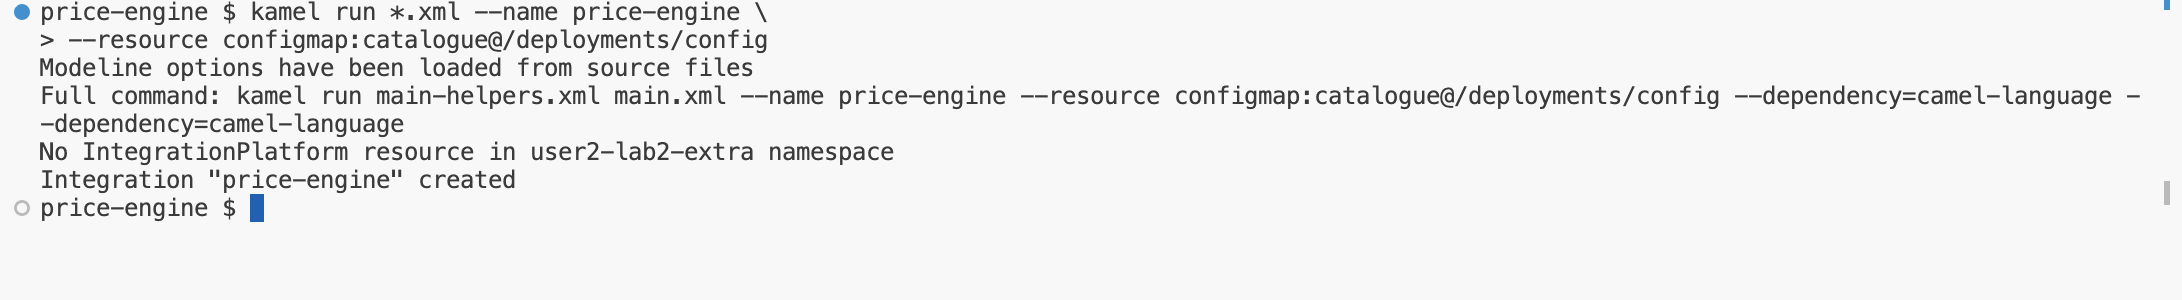 price-engine $ kamel run *.xml --name price-engine \
> --resource configmap:catalogue@/deployments/config
Modeline options have been loaded from source files
Full command: kamel run main-helpers.xml main.xml --name price-engine --resource configmap:catalogue@/deployments/config --dependency=camel-language -
-dependency=camel-language
No IntegrationPlatform resource in user2-lab2-extra namespace
Integration "price-engine" created
price-engine $